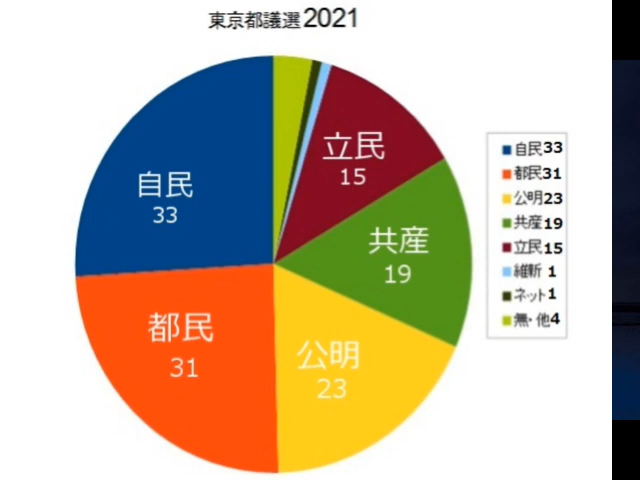 東京都議選2021
立民
15
自民
33
共産
19
都民
31
公明
23
自民33
都民31
公明23
共産19
立民15
維新 1
ネット1
無・他4